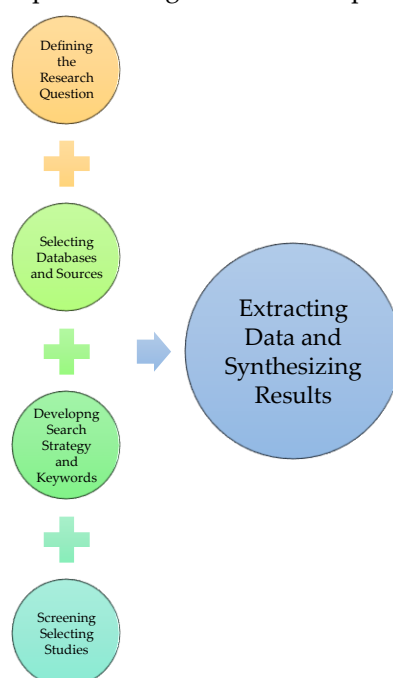 Defining
the
Research
Question
Selecting
Databases
and Sources
Developng
Search
Strategy
and
Keywords
Screening
Selecting
Studies
Extracting
Data and
Synthesizing
Results